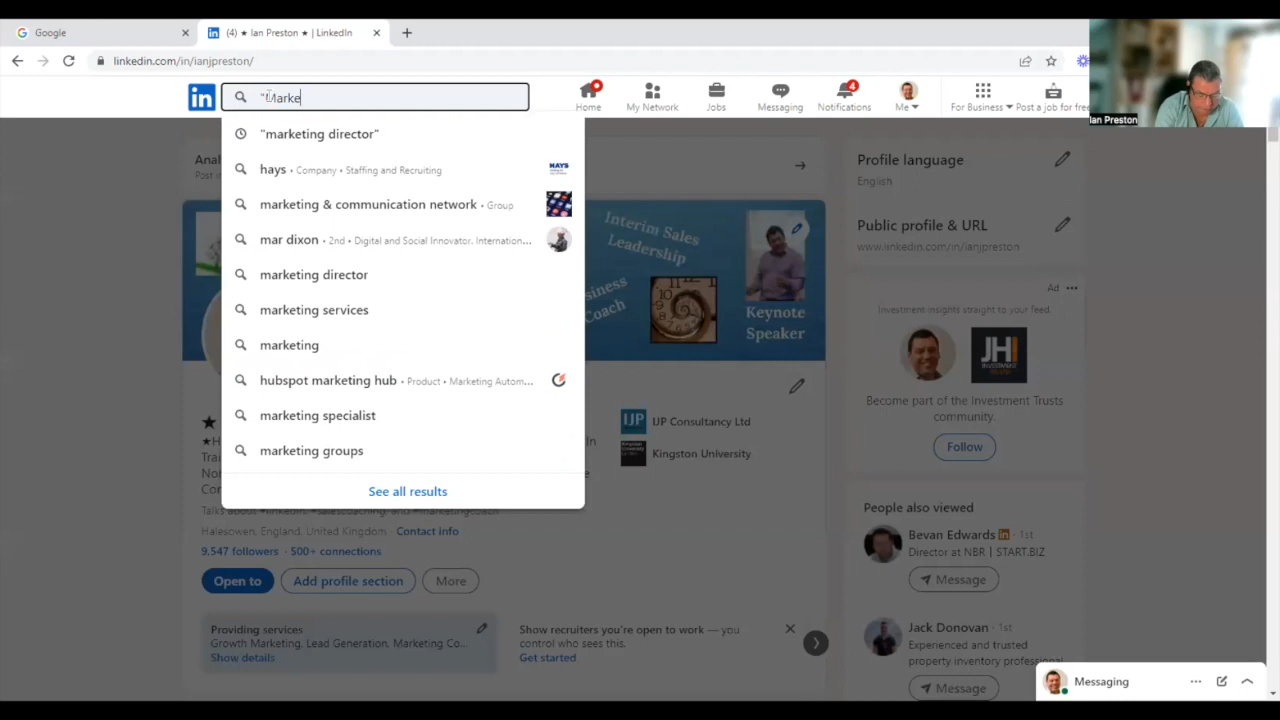 Google
(4) ★ Ian Preston ★ | LinkedIn
linkedin.com/in/ianjpreston/
in
"Marke
Home
My Network
Jobs
Messaging
4
Notifications
Me
For Business
Post a job for free
Ian Preston
"marketing director"
hays • Company • Staffing and Recruiting
HAYS
marketing & communication network • Group
mar dixon • 2nd • Digital and Social Innovator. Internation...
marketing director
marketing services
marketing
hubspot marketing hub • Product • Marketing Autom...
marketing specialist
marketing groups
See all results
Interim Sales
Leadership
Coach
Keynote
Speaker
IJP IJP Consultancy Ltd
Kingston University
Halesowen, England, United Kingdom · Contact info
9,547 followers · 500+ connections
Open to
Add profile section
More
Providing services
Growth Marketing, Lead Generation, Marketing Co...
Show details
Show recruiters you're open to work — you
control who sees this.
Get started
Profile language
English
Public profile & URL
www.linkedin.com/in/ianjpreston
Ad
Investment insights straight to your feed
JHI
Become part of the Investment Trusts
community.
Follow
People also viewed
Bevan Edwards in · 1st
Director at NBR | START.BIZ
Message
Jack Donovan · 1st
Experienced and trusted
property inventory professional
Message
Messaging